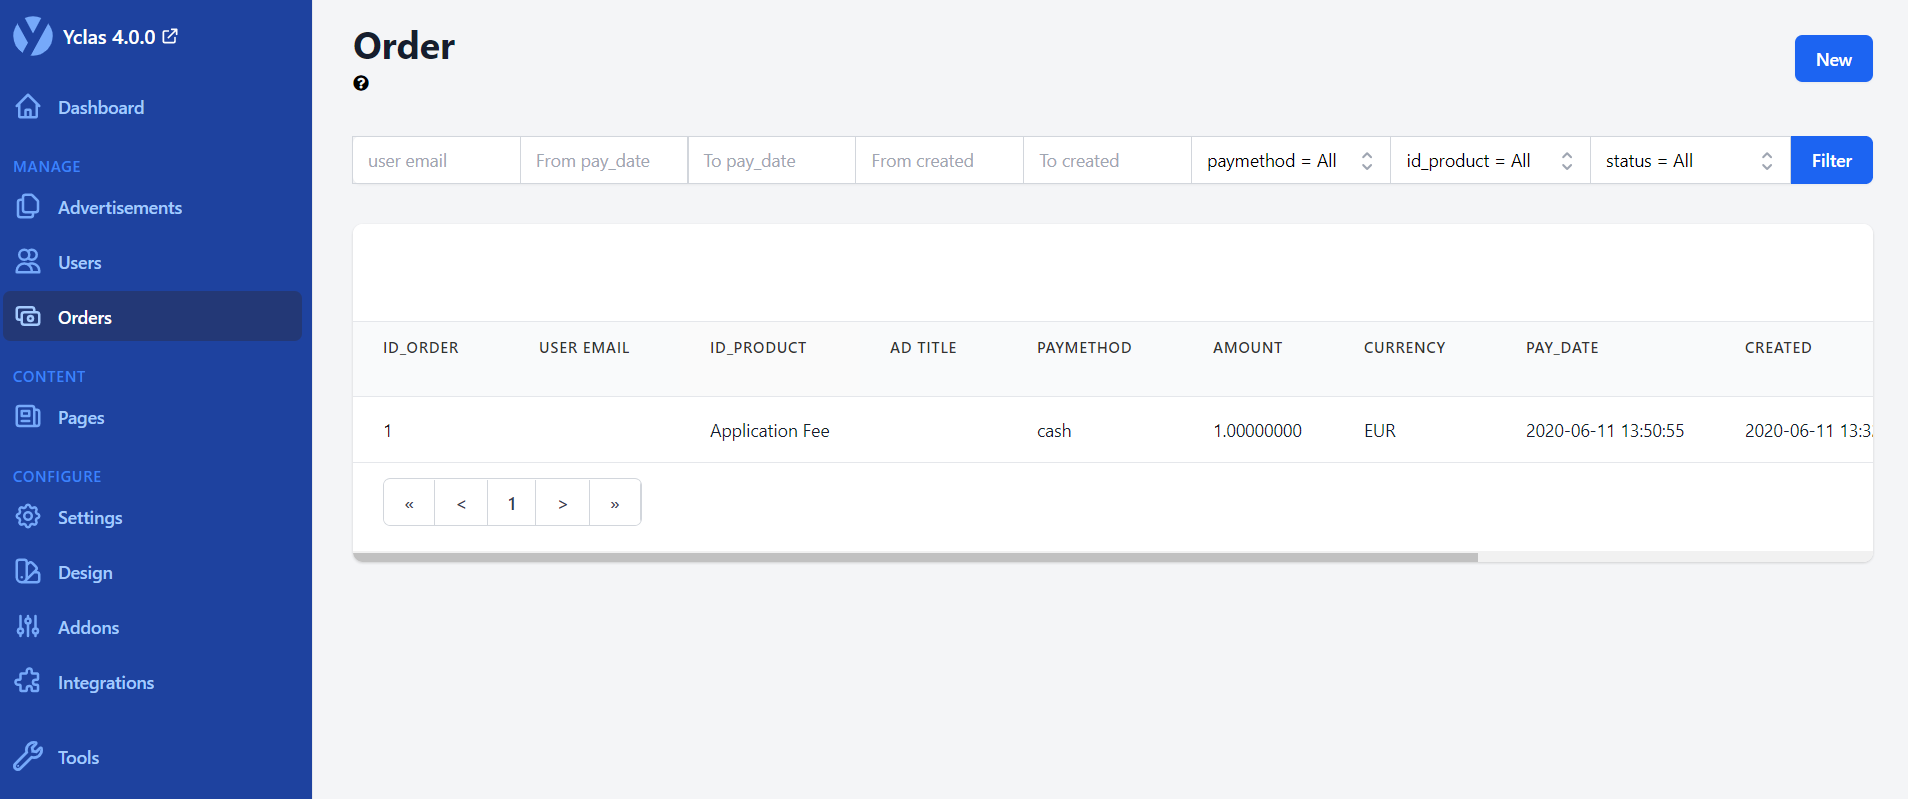 Yclas 4.0.0
Dashboard
MANAGE
Advertisements
Users
Orders
CONTENT
Pages
CONFIGURE
Settings
Design
Addons
Integrations
Tools
Order
?
New
user email From pay_date To pay_date From created To created paymethod = All id_product = All status = All Filter
ID_ORDER USER EMAIL ID_PRODUCT AD TITLE PAYMETHOD AMOUNT CURRENCY PAY_DATE CREATED
1 Application Fee cash 1.00000000 EUR 2020-06-11 13:50:55 2020-06-11 13:3
« < 1 > »